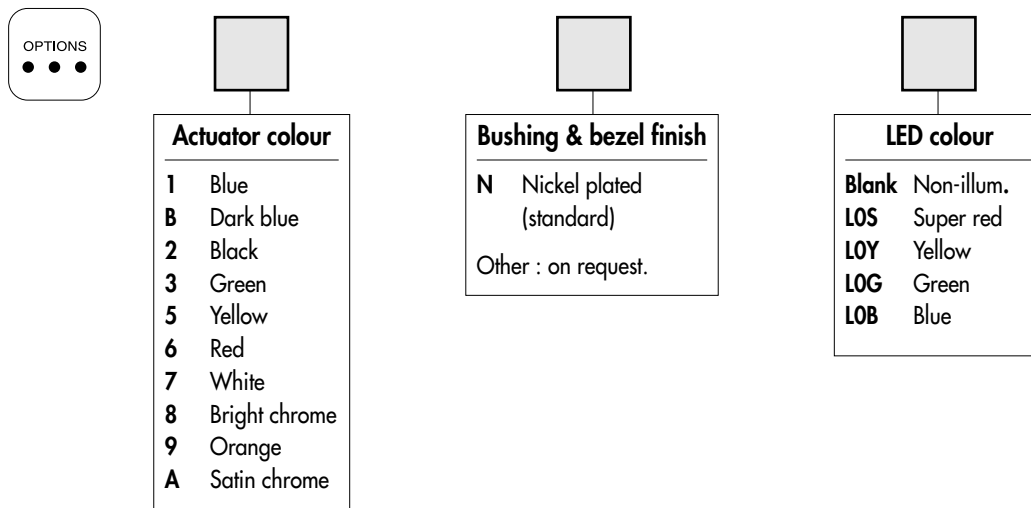 OPTIONS
Actuator colour
1 Blue
B Dark blue
2 Black
3 Green
5 Yellow
6 Red
7 White
8 Bright chrome
9 Orange
A Satin chrome
Bushing & bezel finish
N Nickel plated
(standard)
Other : on request.
LED colour
Blank Non-illum.
L0S Super red
L0Y Yellow
L0G Green
L0B Blue